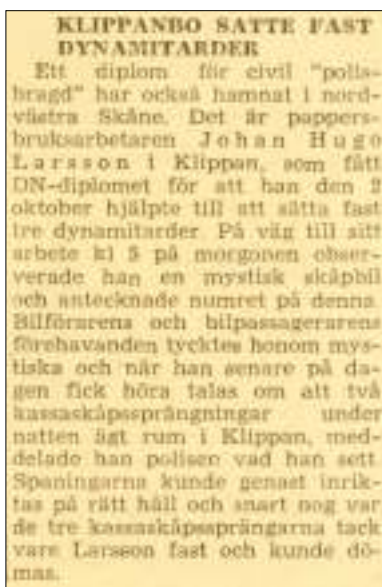 KLIPPANBO SATTE FAST
DYNAMITARDER
Ett diplom för civil "polis-
bragd" har också hamnat i nord-
västra Skåne. Det är pappers-
bruksarbetaren Johan Hugo
Larsson i Klippan, som fått
DN-diplomet för att han den 2
oktober hjälpte till att sätta fast
tre dynamitarder. På väg till sitt
arbete kl 5 på morgonen obser-
verade han en mystisk skåpbil
och antecknade numret på denna.
Bilförarens och bilpassagerarens
förehavanden tycktes honom mys-
tiska och när han senare på da-
gen fick höra talas om att två
kassaskåpssprängningar under
natten ägt rum i Klippan, med-
delade han polisen vad han sett.
Spaningarna kunde genast inrik-
tas på rätt håll och snart nog var
de tre kassaskåpssprängarna tack
vare Larsson fast och kunde dö-
mas.